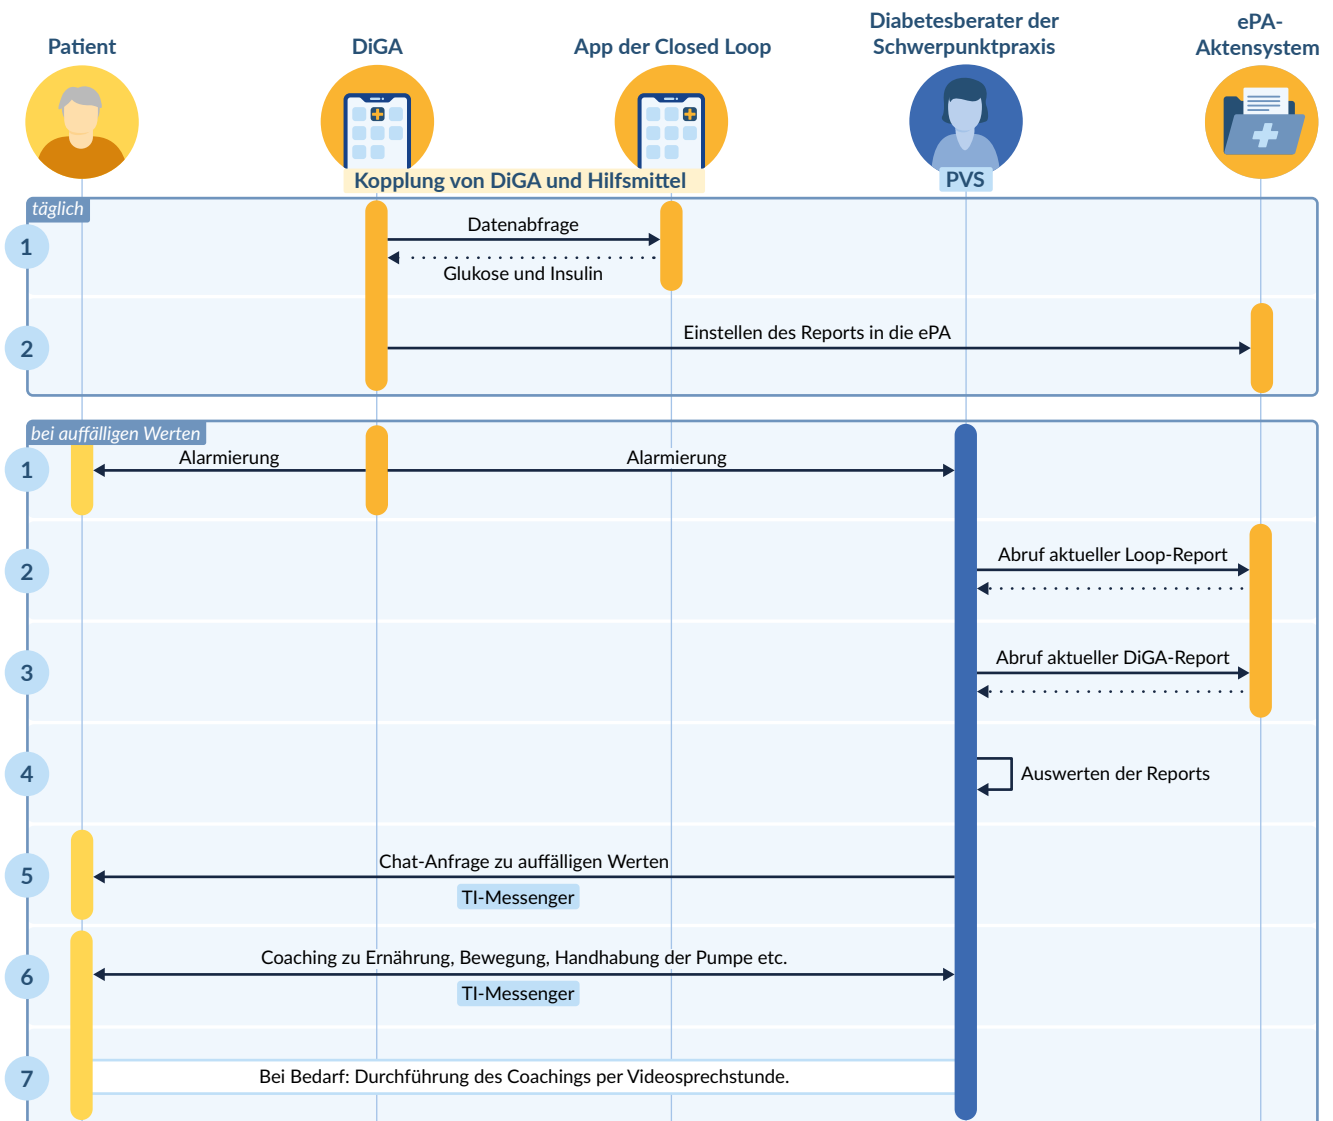 Patient
DiGA
App der Closed Loop
Diabetesberater der
Schwerpunktpraxis
ePA-
Aktensystem
Kopplung von DiGA und Hilfsmittel
PVS
täglich
1
Datenabfrage
Glukose und Insulin
2
Einstellen des Reports in die ePA
bei auffälligen Werten
1
Alarmierung
Alarmierung
2
Abruf aktueller Loop-Report
3
Abruf aktueller DiGA-Report
4
Auswerten der Reports
5
Chat-Anfrage zu auffälligen Werten
TI-Messenger
6
Coaching zu Ernährung, Bewegung, Handhabung der Pumpe etc.
TI-Messenger
7
Bei Bedarf: Durchführung des Coachings per Videosprechstunde.